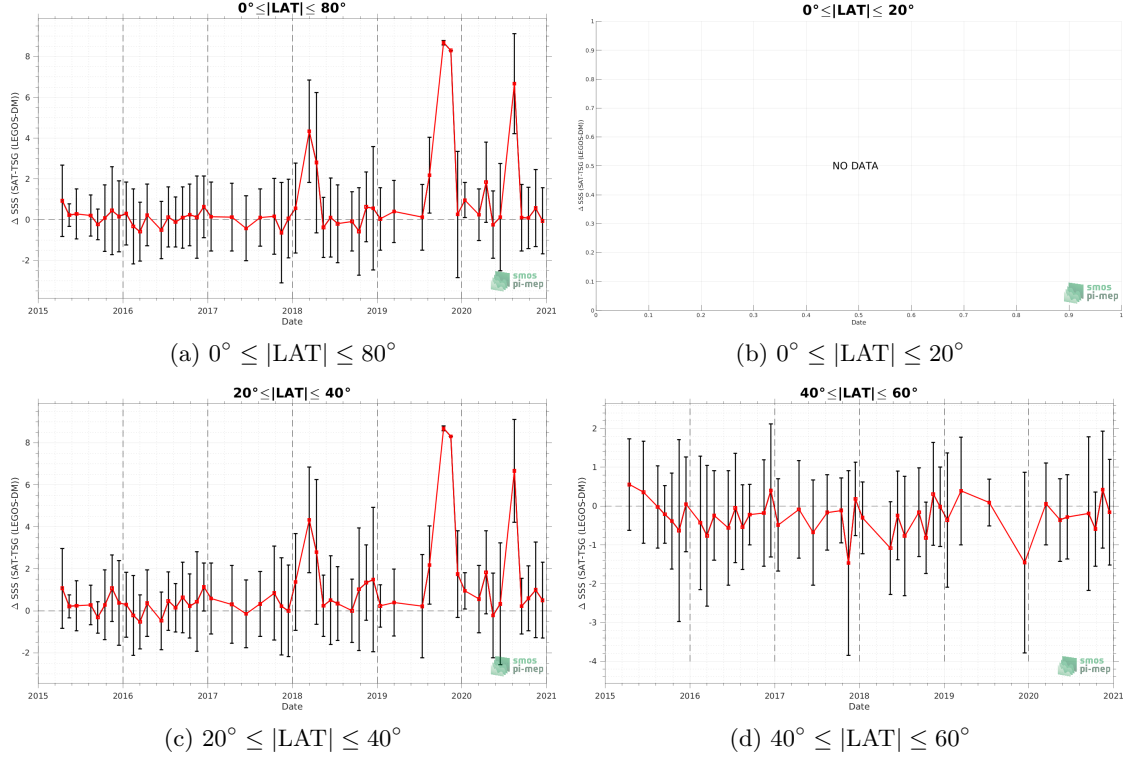 0°≤|LAT|≤ 80°
Δ SSS (SAT-TSG (LEGOS-DM))
8
6
4
2
0
-2
2015 2016 2017 2018 2019 2020 2021
Date
smos
pi-mep
(a) 0° ≤ |LAT| ≤ 80°
0°≤|LAT|≤ 20°
Δ SSS (SAT-TSG (LEGOS-DM))
1
0.9
0.8
0.7
0.6
0.5
0.4
0.3
0.2
0.1
0
NO DATA
0 0.1 0.2 0.3 0.4 0.5 0.6 0.7 0.8 0.9 1
Date
smos
pi-mep
(b) 0° ≤ |LAT| ≤ 20°
20°≤|LAT|≤ 40°
Δ SSS (SAT-TSG (LEGOS-DM))
8
6
4
2
0
-2
2015 2016 2017 2018 2019 2020 2021
Date
smos
pi-mep
(c) 20° ≤ |LAT| ≤ 40°
40°≤|LAT|≤ 60°
Δ SSS (SAT-TSG (LEGOS-DM))
2
1
0
-1
-2
-3
-4
2015 2016 2017 2018 2019 2020 2021
Date
smos
pi-mep
(d) 40° ≤ |LAT| ≤ 60°